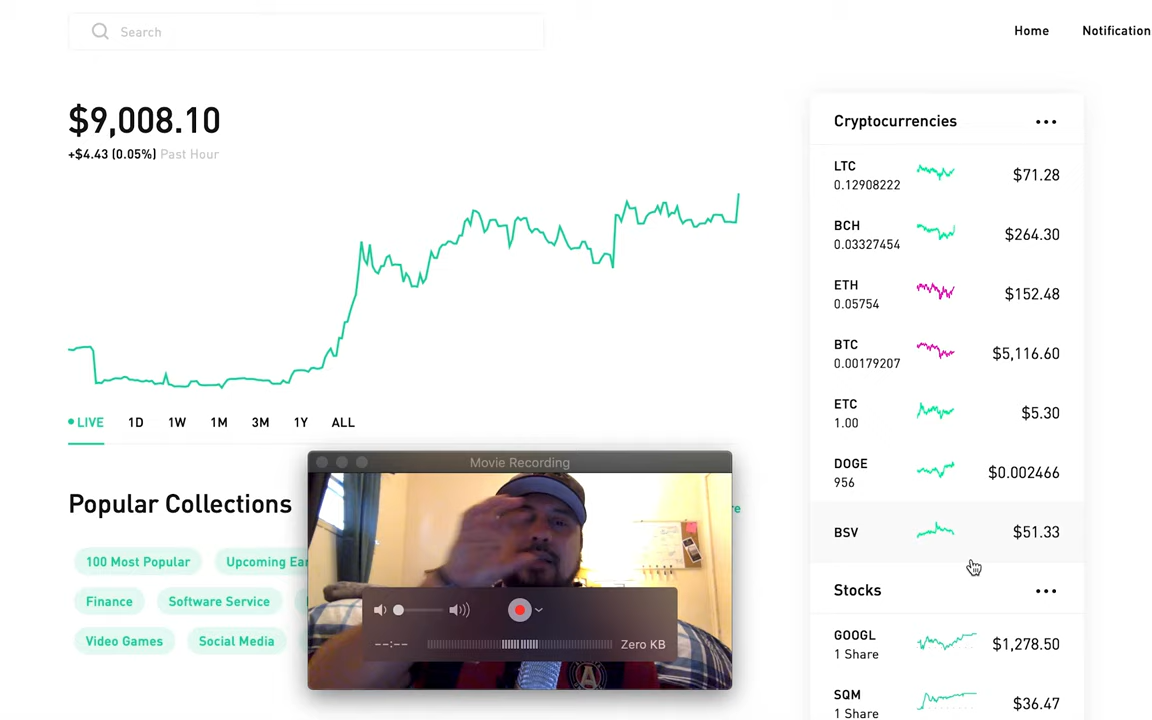 Search
Home
Notification
$9,008.10
+$4.43 (0.05%) Past Hour
LIVE
1D
1W
1M
3M
1Y
ALL
Popular Collections
100 Most Popular
Finance
Software Service
Video Games
Social Media
Movie Recording
--:--
Zero KB
A
Cryptocurrencies
LTC
0.12908222
$71.28
BCH
0.03327454
$264.30
ETH
0.05754
$152.48
BTC
0.00179207
$5,116.60
ETC
1.00
$5.30
DOGE
956
$0.002466
BSV
$51.33
Stocks
GOOGL
1 Share
$1,278.50
SQM
1 Share
$36.47